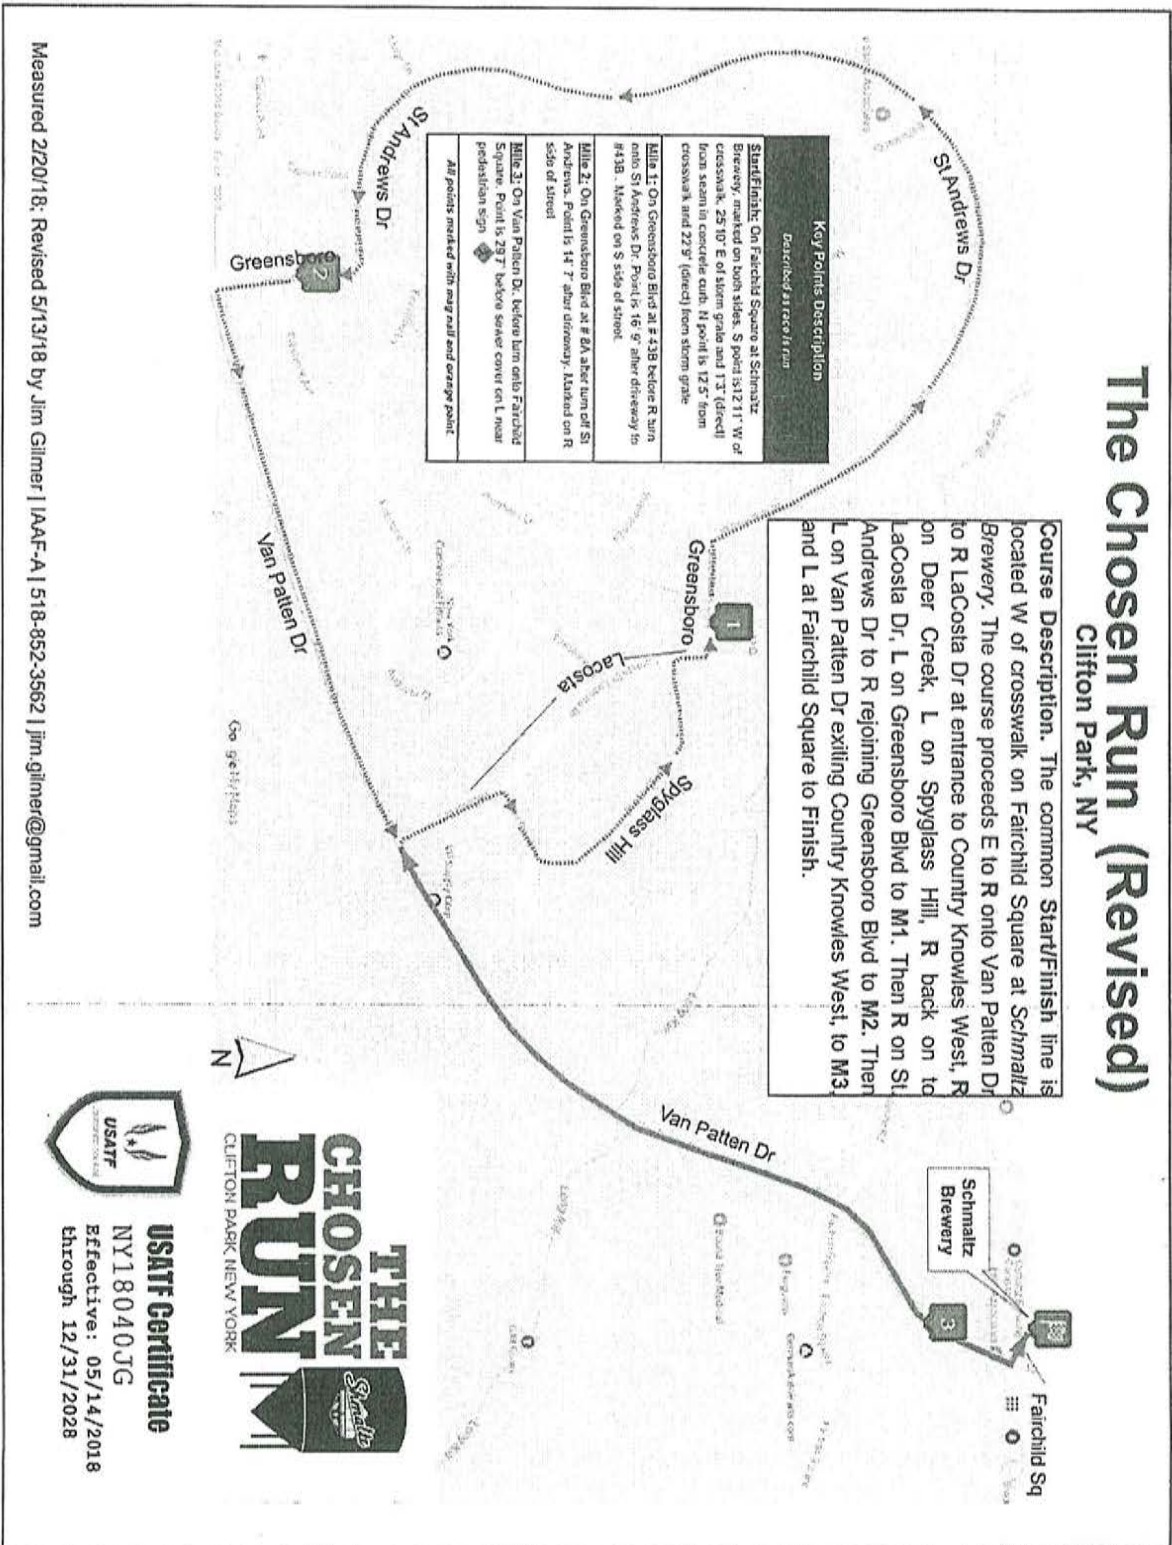 The Chosen Run (Revised)
Clifton Park, NY
Course Description. The common Start/Finish line is
located W of crosswalk on Fairchild Square at Schmaltz
Brewery. The course proceeds E to R onto Van Patten Dr
to R LaCosta Dr at entrance to Country Knowles West, R
on Deer Creek, L on Spyglass Hill, R back on to
LaCosta Dr, L on Greensboro Blvd to M1. Then R on St
Andrews Dr to R rejoining Greensboro Blvd to M2. Then
L on Van Patten Dr exiting Country Knowles West, to M3
and L at Fairchild Square to Finish.
Key Points Description
Described as race is run
Start/Finish: On Fairchild Square at Schmaltz
Brewery, marked on both sides. S point is 12'11" W of
crosswalk, 25'10" E of storm grate and 1'3" (direct)
from seam in concrete curb. N point is 12'5" from
crosswalk and 22'9" (direct) from storm grate
Mile 1: On Greensboro Blvd at # 43B before R turn
onto St Andrews Dr. Point is 16' 9" after driveway to
#43B . Marked on S side of street.
Mile 2: On Greensboro Blvd at # 8A after turn off St
Andrews. Point is 14' 7" after driveway. Marked on R
side of street
Mile 3: On Van Patten Dr. before turn onto Fairchild
Square. Point is 29'7" before sewer cover on L near
pedestrian sign
All points marked with mag nail and orange paint
St Andrews Dr
St Andrews Dr
Greensboro
2
Greensboro
1
Lacosta
Spyglass Hill
Van Patten Dr
Van Patten Dr
Schmaltz
Brewery
3
Fairchild Sq
N
THE
CHOSEN
RUN
CLIFTON PARK, NEW YORK
Shmaltz
USATF
USATF Certificate
NY18040JG
Effective: 05/14/2018
through 12/31/2028
Measured 2/20/18; Revised 5/13/18 by Jim Gilmer | IAAF-A | 518-852-3562 | jim.gilmer@gmail.com